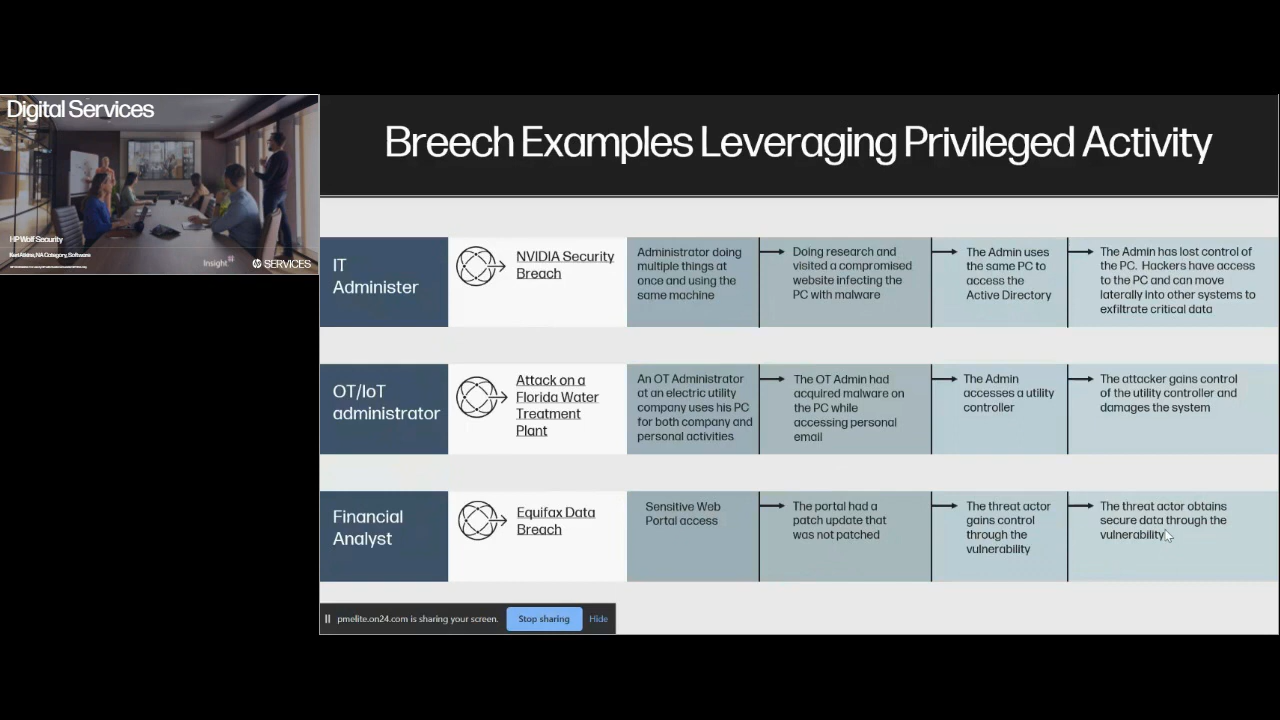 Digital Services
HP Wolf Security
Insight
hp SERVICES
Breech Examples Leveraging Privileged Activity
IT
Administer
NVIDIA Security
Breach
Administrator doing
multiple things at
once and using the
same machine
Doing research and
visited a compromised
website infecting the
PC with malware
The Admin uses
the same PC to
access the
Active Directory
The Admin has lost control of
the PC. Hackers have access
to the PC and can move
laterally into other systems to
exfiltrate critical data
OT/IoT
administrator
Attack on a
Florida Water
Treatment
Plant
An OT Administrator
at an electric utility
company uses his PC
for both company and
personal activities
The OT Admin had
acquired malware on
the PC while
accessing personal
email
The Admin
accesses a utility
controller
The attacker gains control
of the utility controller and
damages the system
Financial
Analyst
Equifax Data
Breach
Sensitive Web
Portal access
The portal had a
patch update that
was not patched
The threat actor
gains control
through the
vulnerability
The threat actor obtains
secure data through the
vulnerability
pmelite.on24.com is sharing your screen.
Stop sharing
Hide